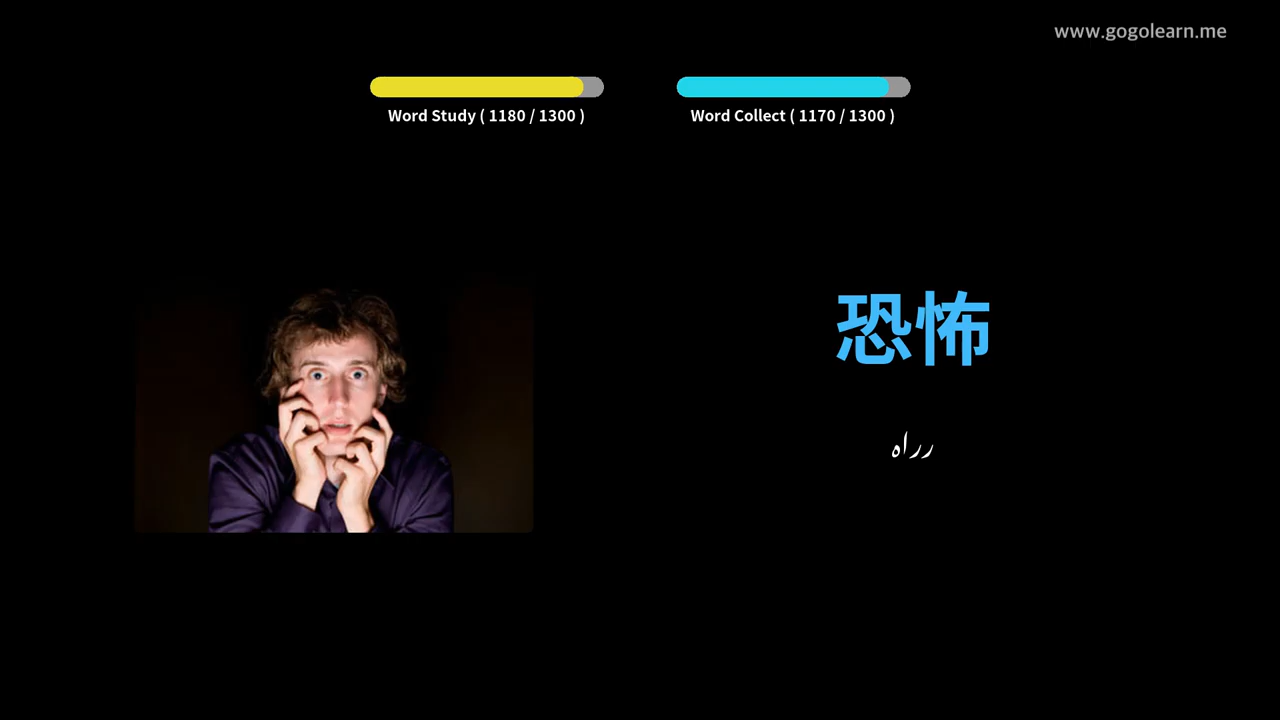 www.gogolearn.me
Word Study ( 1180 / 1300 )
Word Collect ( 1170 / 1300 )
恐怖
رراہ